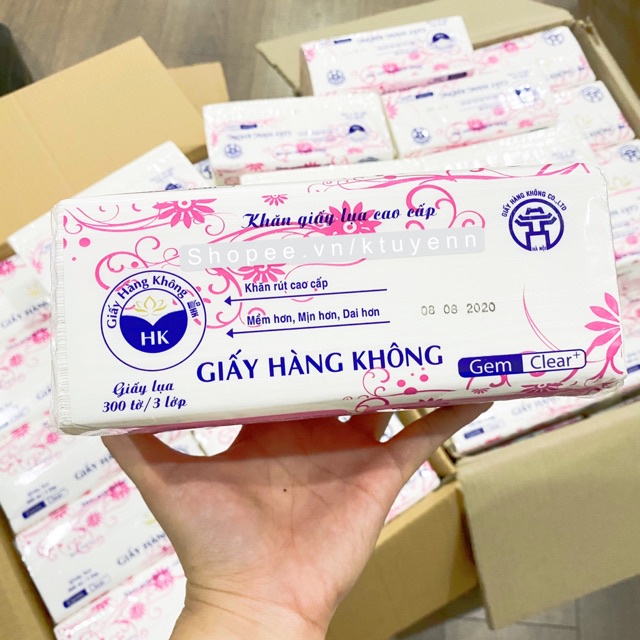 Khăn giấy lụa cao cấp
Shopee.vn/ktuyenn
GIẤY HÀNG KHÔNG CO.,LTD
HÀ NỘI
Giấy Hàng Không
HK
Khăn rút cao cấp
Mềm hơn, Mịn hơn, Dai hơn
08 08 2020
GIẤY HÀNG KHÔNG
Gem Clear+
Giấy lụa
300 tờ/3 lớp